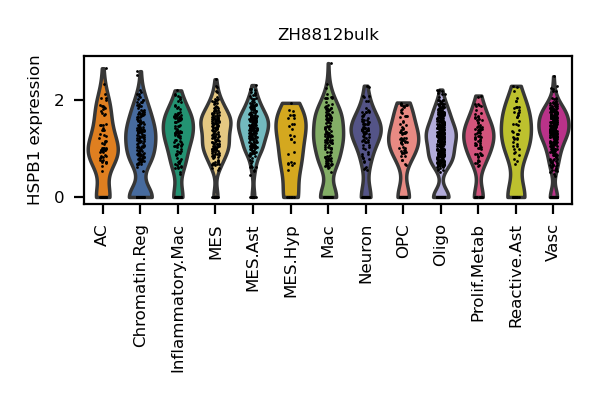 ZH8812bulk
HSPB1 expression
2
0
AC
Chromatin.Reg
Inflammatory.Mac
MES
MES.Ast
MES.Hyp
Mac
Neuron
OPC
Oligo
Prolif.Metab
Reactive.Ast
Vasc